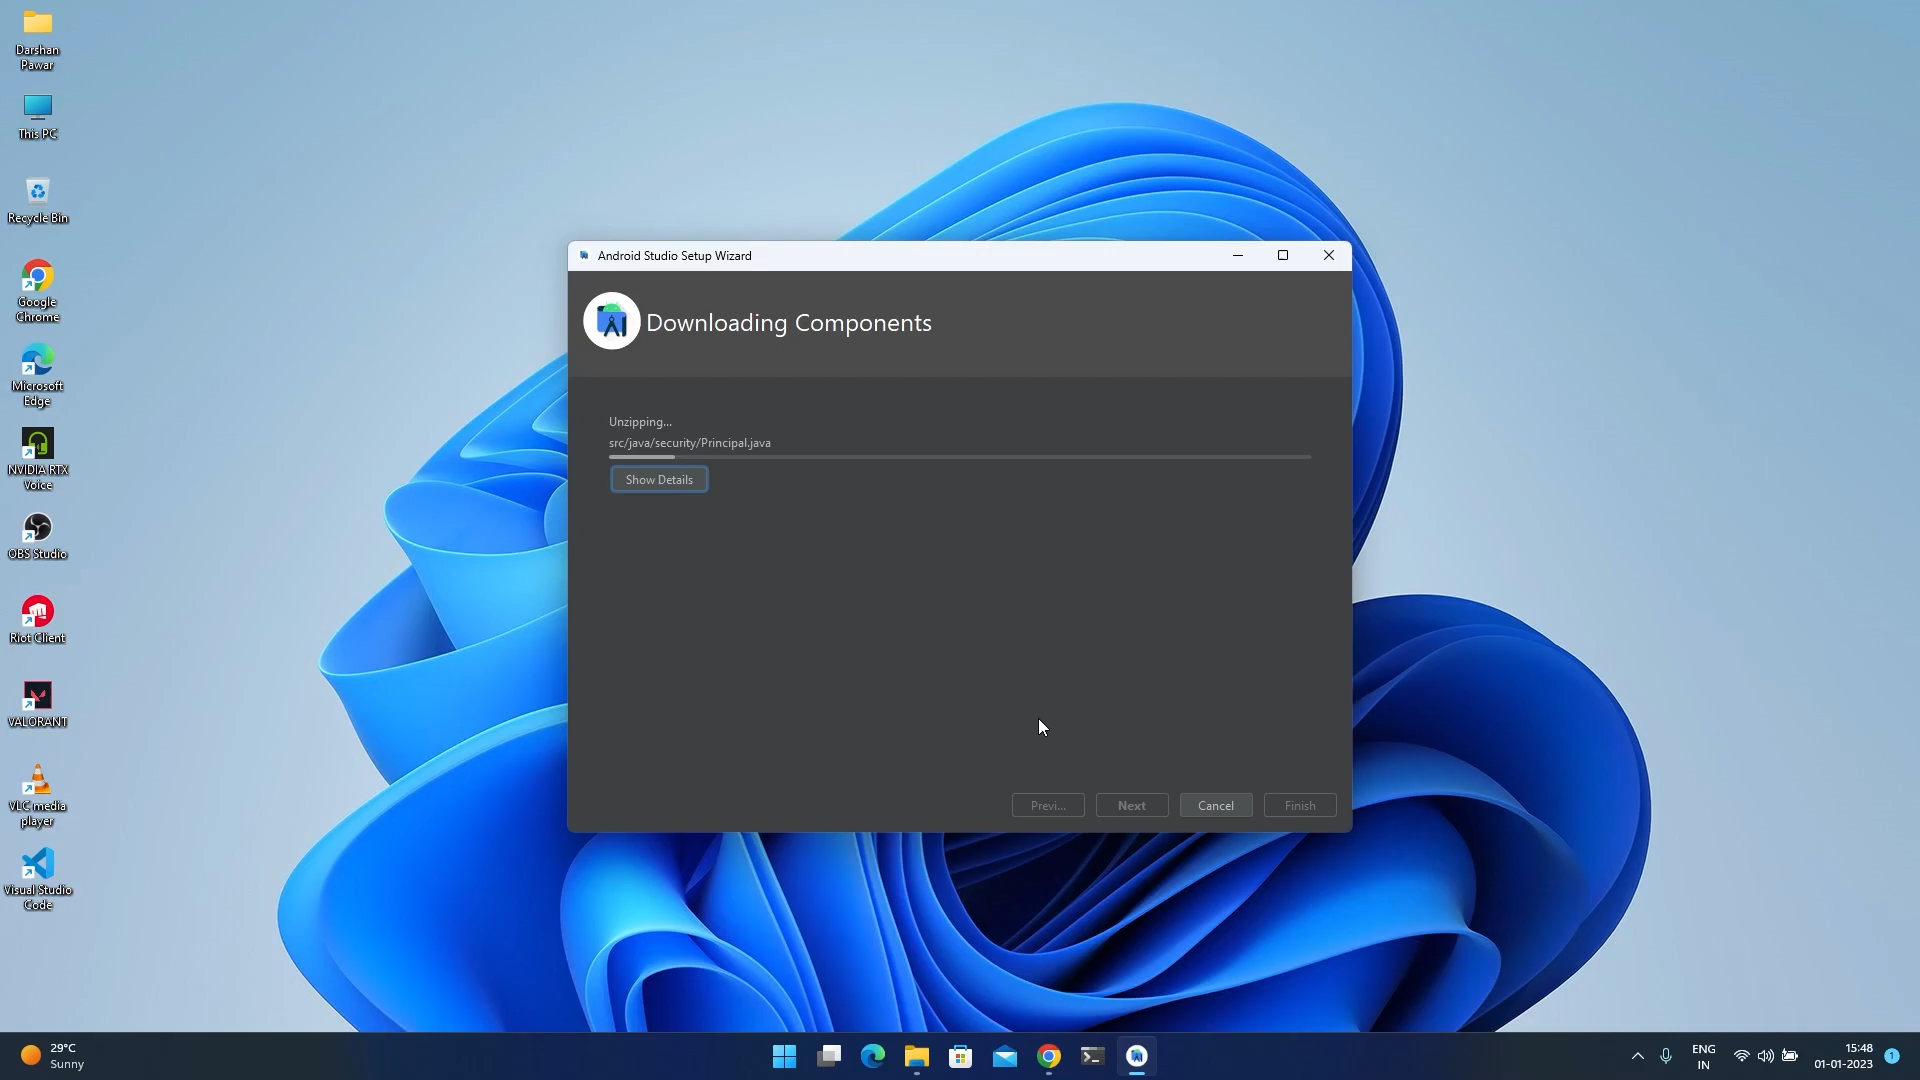 Darshan
Pawar
This PC
Recycle Bin
Google
Chrome
Microsoft
Edge
NVIDIA RTX
Voice
OBS Studio
Riot Client
VALORANT
VLC media
player
Visual Studio
Code
Android Studio Setup Wizard
Downloading Components
Unzipping...
src/java/security/Principal.java
Show Details
Previ...
Next
Cancel
Finish
29°C
Sunny
ENG
IN
15:48
01-01-2023
1